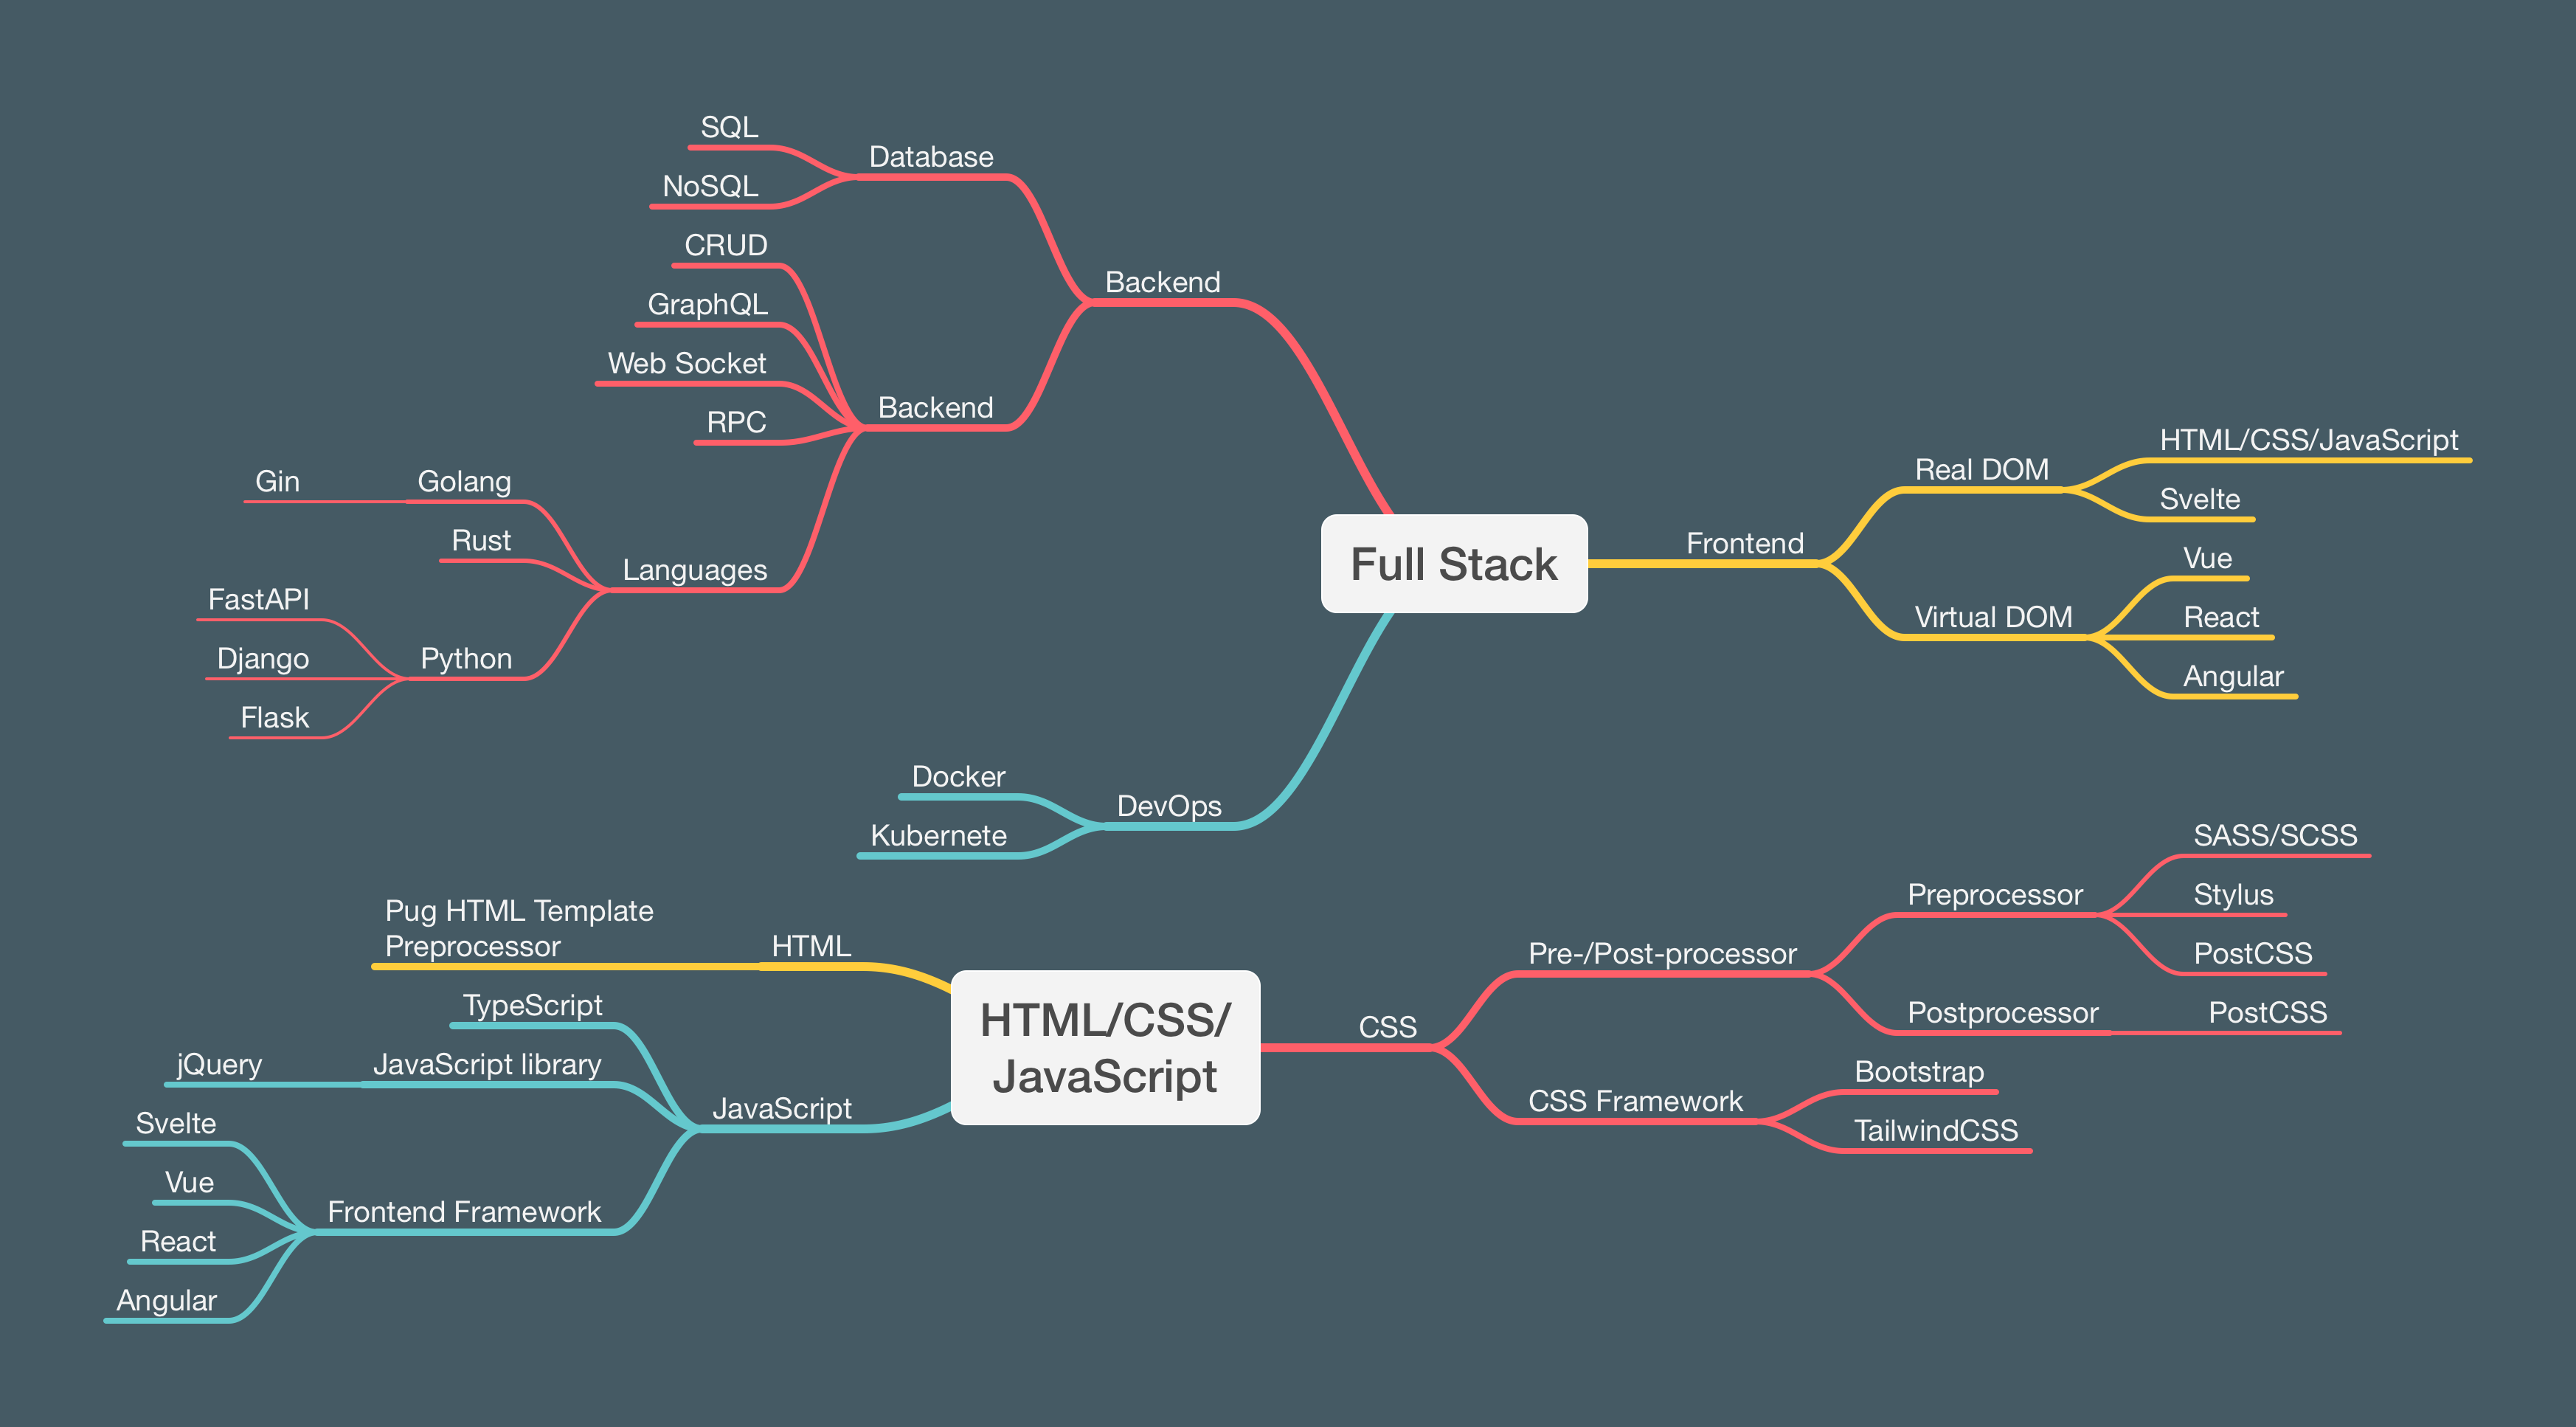 SQL
NoSQL
Database
CRUD
GraphQL
Web Socket
RPC
Backend
Backend
Gin
Golang
Rust
FastAPI
Django
Flask
Python
Languages
Full Stack
Frontend
Real DOM
HTML/CSS/JavaScript
Svelte
Virtual DOM
Vue
React
Angular
Docker
Kubernete
DevOps
Pug HTML Template
Preprocessor
HTML
TypeScript
jQuery
JavaScript library
JavaScript
Svelte
Vue
React
Angular
Frontend Framework
HTML/CSS/
JavaScript
CSS
Pre-/Post-processor
Preprocessor
SASS/SCSS
Stylus
PostCSS
Postprocessor
PostCSS
CSS Framework
Bootstrap
TailwindCSS